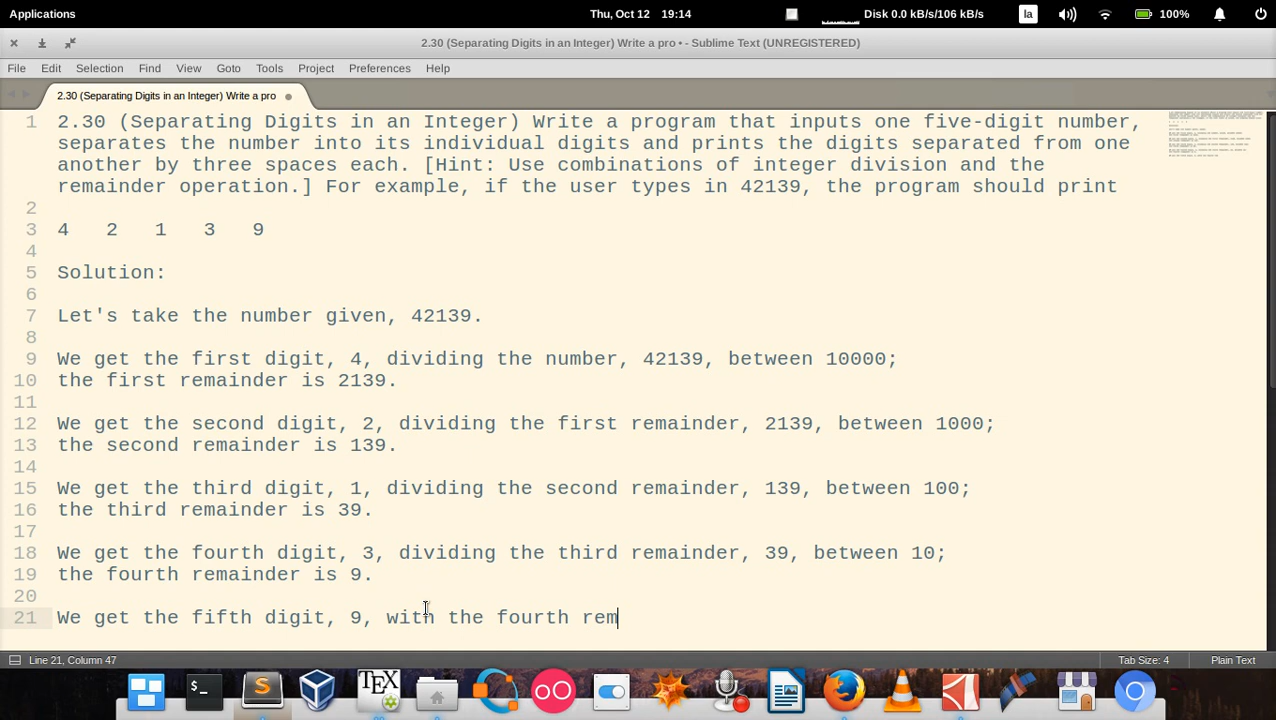 Applications
Thu, Oct 12 19:14
Disk 0.0 kB/s/106 kB/s
la
100%
2.30 (Separating Digits in an Integer) Write a pro • - Sublime Text (UNREGISTERED)
File Edit Selection Find View Goto Tools Project Preferences Help
2.30 (Separating Digits in an Integer) Write a pro
1 2.30 (Separating Digits in an Integer) Write a program that inputs one five-digit number,
separates the number into its individual digits and prints the digits separated from one
another by three spaces each. [Hint: Use combinations of integer division and the
remainder operation.] For example, if the user types in 42139, the program should print
2
3 4   2   1   3   9
4
5 Solution:
6
7 Let's take the number given, 42139.
8
9 We get the first digit, 4, dividing the number, 42139, between 10000;
10 the first remainder is 2139.
11
12 We get the second digit, 2, dividing the first remainder, 2139, between 1000;
13 the second remainder is 139.
14
15 We get the third digit, 1, dividing the second remainder, 139, between 100;
16 the third remainder is 39.
17
18 We get the fourth digit, 3, dividing the third remainder, 39, between 10;
19 the fourth remainder is 9.
20
21 We get the fifth digit, 9, with the fourth rem
Line 21, Column 47
Tab Size: 4
Plain Text
TEX